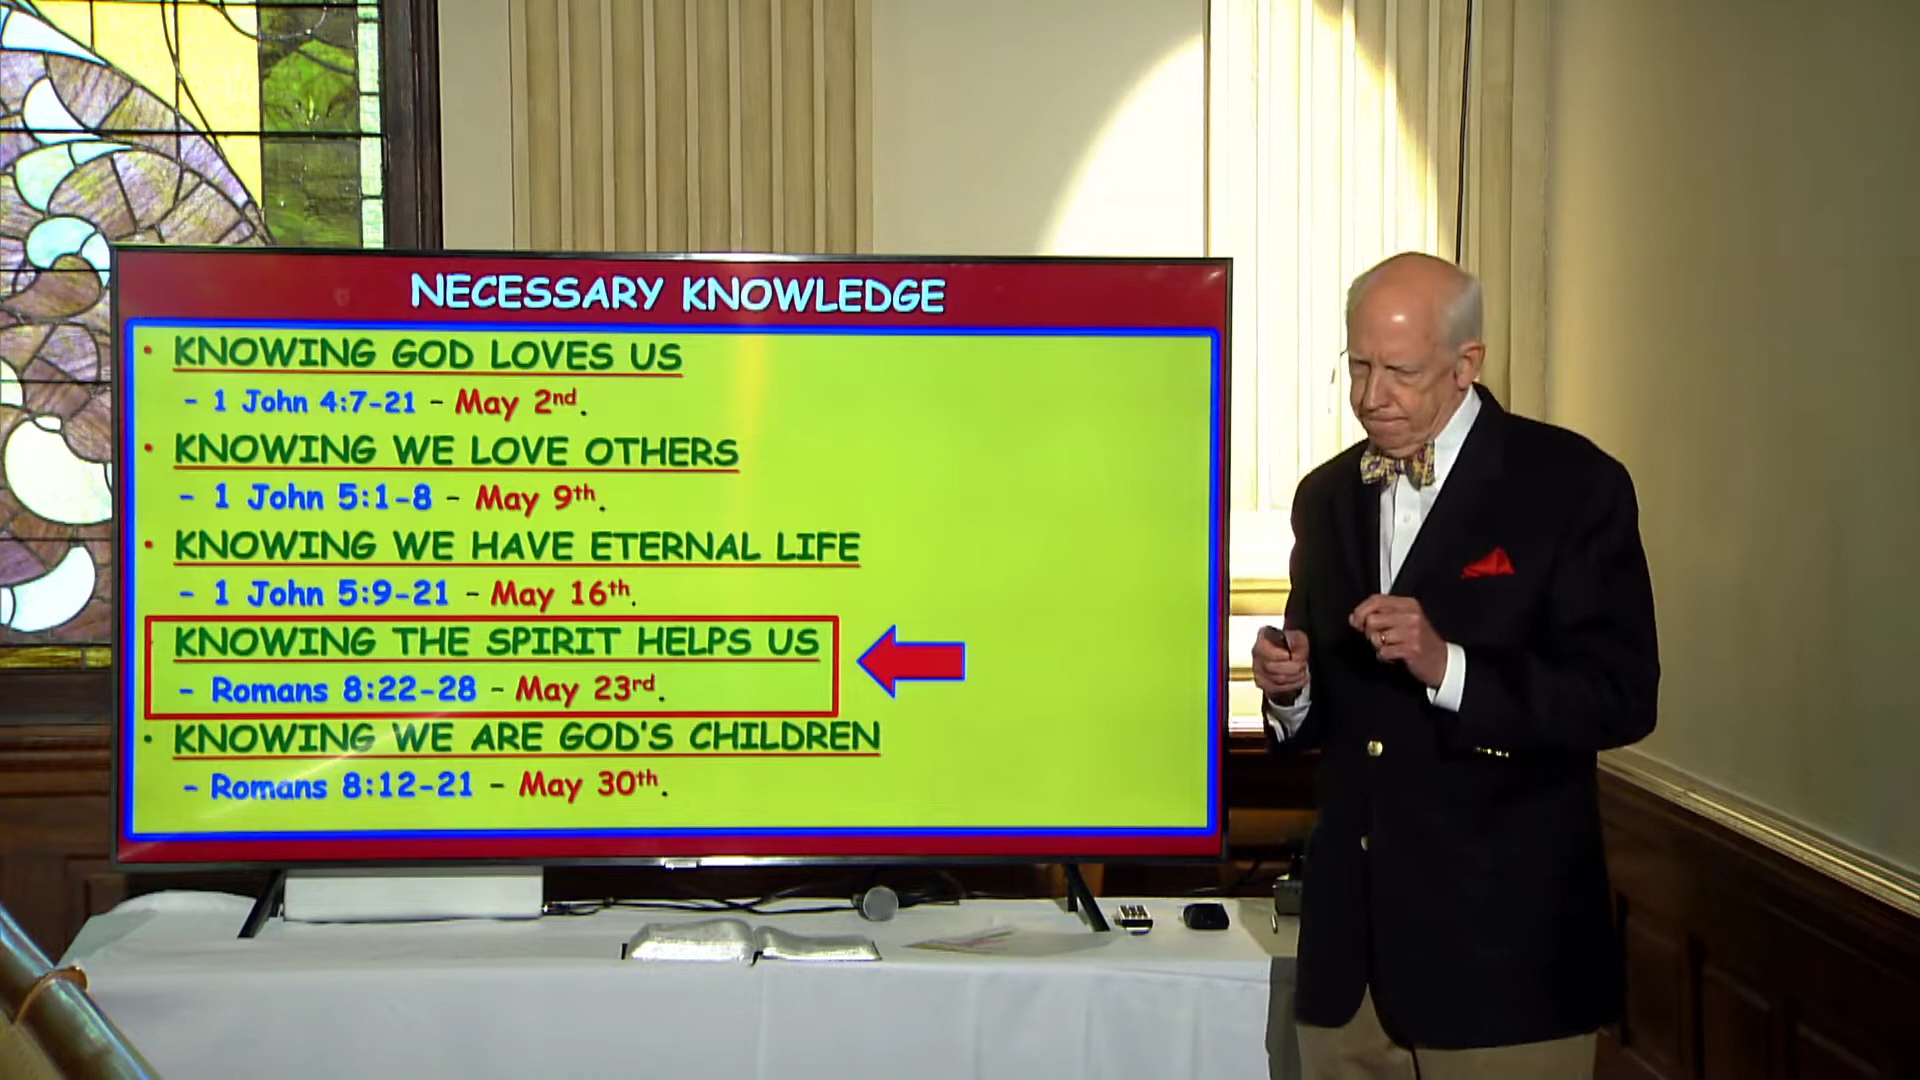 NECESSARY KNOWLEDGE
• KNOWING GOD LOVES US
– 1 John 4:7-21 – May 2nd.
• KNOWING WE LOVE OTHERS
– 1 John 5:1-8 – May 9th.
• KNOWING WE HAVE ETERNAL LIFE
– 1 John 5:9-21 – May 16th.
KNOWING THE SPIRIT HELPS US
– Romans 8:22-28 – May 23rd.
• KNOWING WE ARE GOD'S CHILDREN
– Romans 8:12-21 – May 30th.